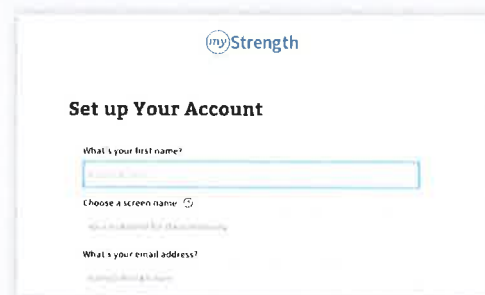 myStrength
Set up Your Account
What's your first name?
Choose a screen name ?
What's your email address?